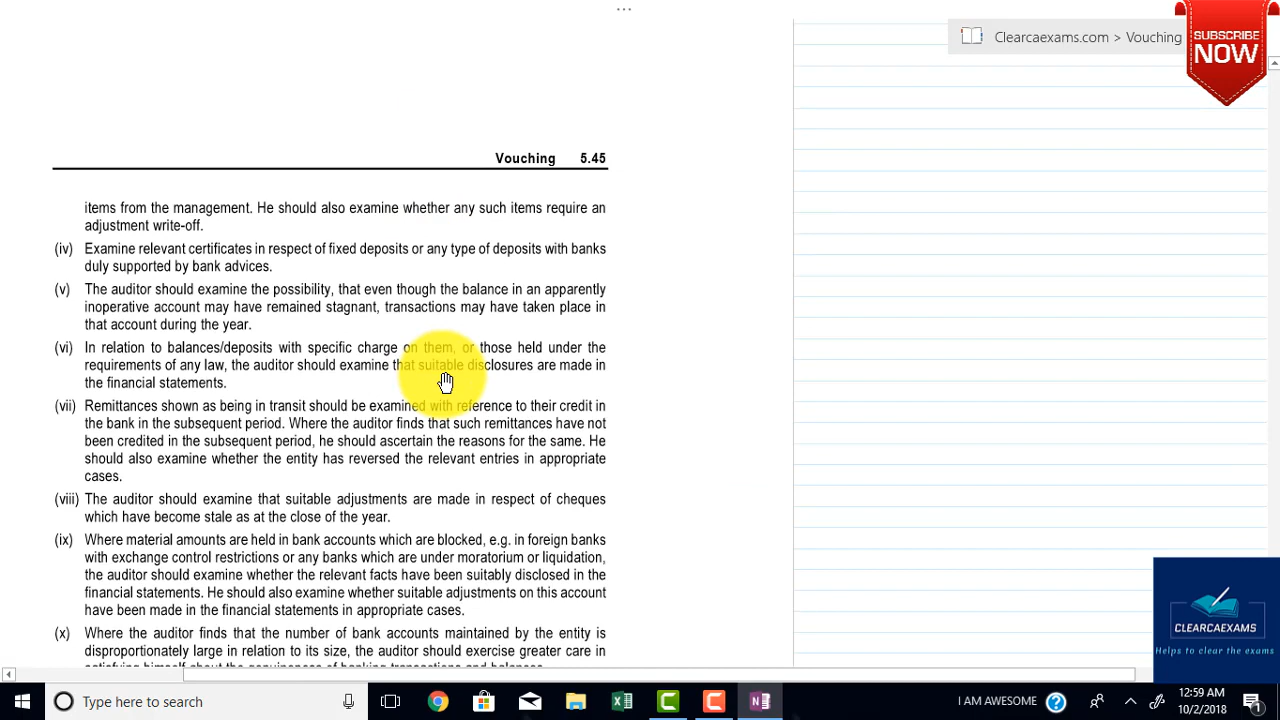 ...
Clearcaexams.com > Vouching
SUBSCRIBE
NOW
Vouching 5.45
items from the management. He should also examine whether any such items require an
adjustment write-off.
(iv) Examine relevant certificates in respect of fixed deposits or any type of deposits with banks
duly supported by bank advices.
(v) The auditor should examine the possibility, that even though the balance in an apparently
inoperative account may have remained stagnant, transactions may have taken place in
that account during the year.
(vi) In relation to balances/deposits with specific charge on them, or those held under the
requirements of any law, the auditor should examine that suitable disclosures are made in
the financial statements.
(vii) Remittances shown as being in transit should be examined with reference to their credit in
the bank in the subsequent period. Where the auditor finds that such remittances have not
been credited in the subsequent period, he should ascertain the reasons for the same. He
should also examine whether the entity has reversed the relevant entries in appropriate
cases.
(viii) The auditor should examine that suitable adjustments are made in respect of cheques
which have become stale as at the close of the year.
(ix) Where material amounts are held in bank accounts which are blocked, e.g. in foreign banks
with exchange control restrictions or any banks which are under moratorium or liquidation,
the auditor should examine whether the relevant facts have been suitably disclosed in the
financial statements. He should also examine whether suitable adjustments on this account
have been made in the financial statements in appropriate cases.
(x) Where the auditor finds that the number of bank accounts maintained by the entity is
disproportionately large in relation to its size, the auditor should exercise greater care in
satisfying himself about the genuineness of banking transactions and balances.
CLEARCAEXAMS
Helps to clear the exams
Type here to search
I AM AWESOME
12:59 AM
10/2/2018
1